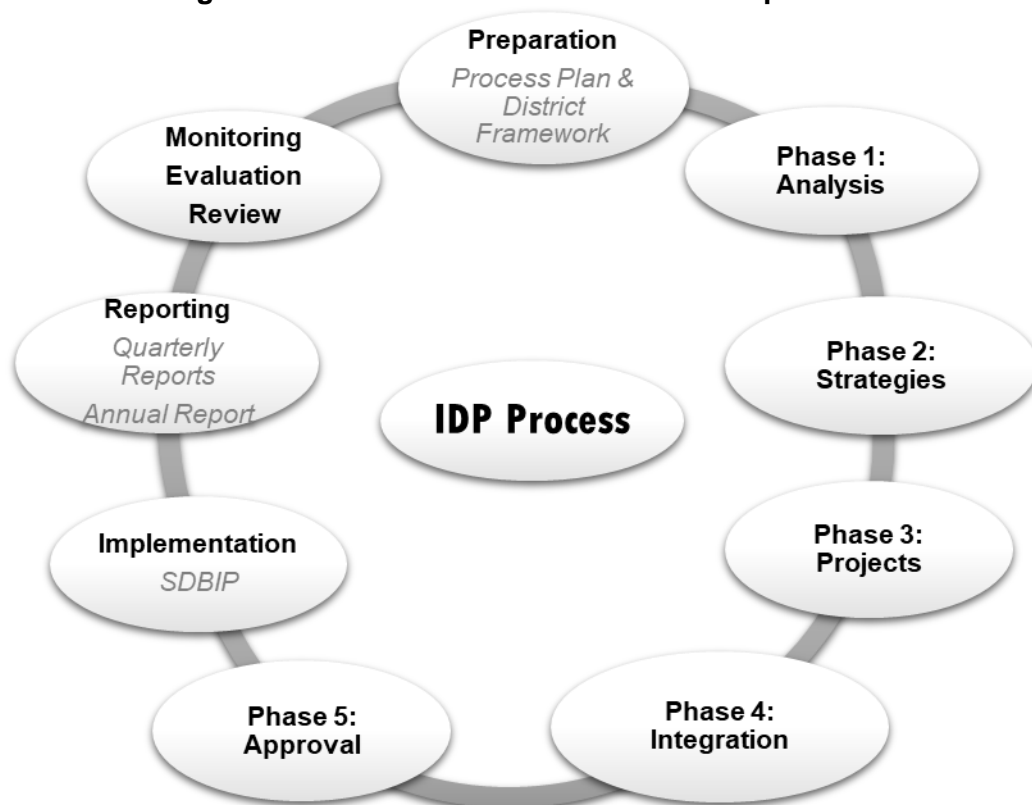 Preparation
Process Plan &
District
Framework
Phase 1:
Analysis
Phase 2:
Strategies
Phase 3:
Projects
Phase 4:
Integration
Phase 5:
Approval
Implementation
SDBIP
Reporting
Quarterly
Reports
Annual Report
Monitoring
Evaluation
Review
IDP Process